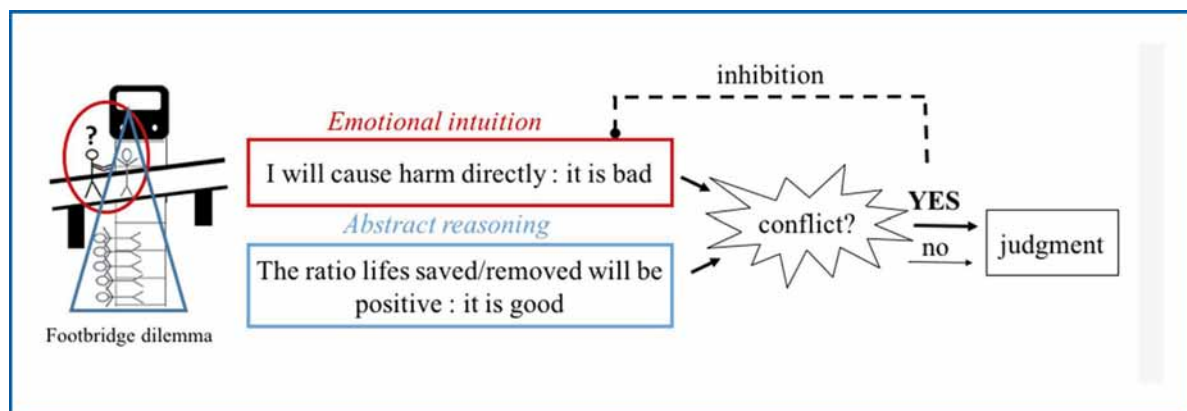 inhibition
?
Emotional intuition
I will cause harm directly : it is bad
Abstract reasoning
The ratio lifes saved/removed will be
positive : it is good
conflict?
YES
no
judgment
Footbridge dilemma